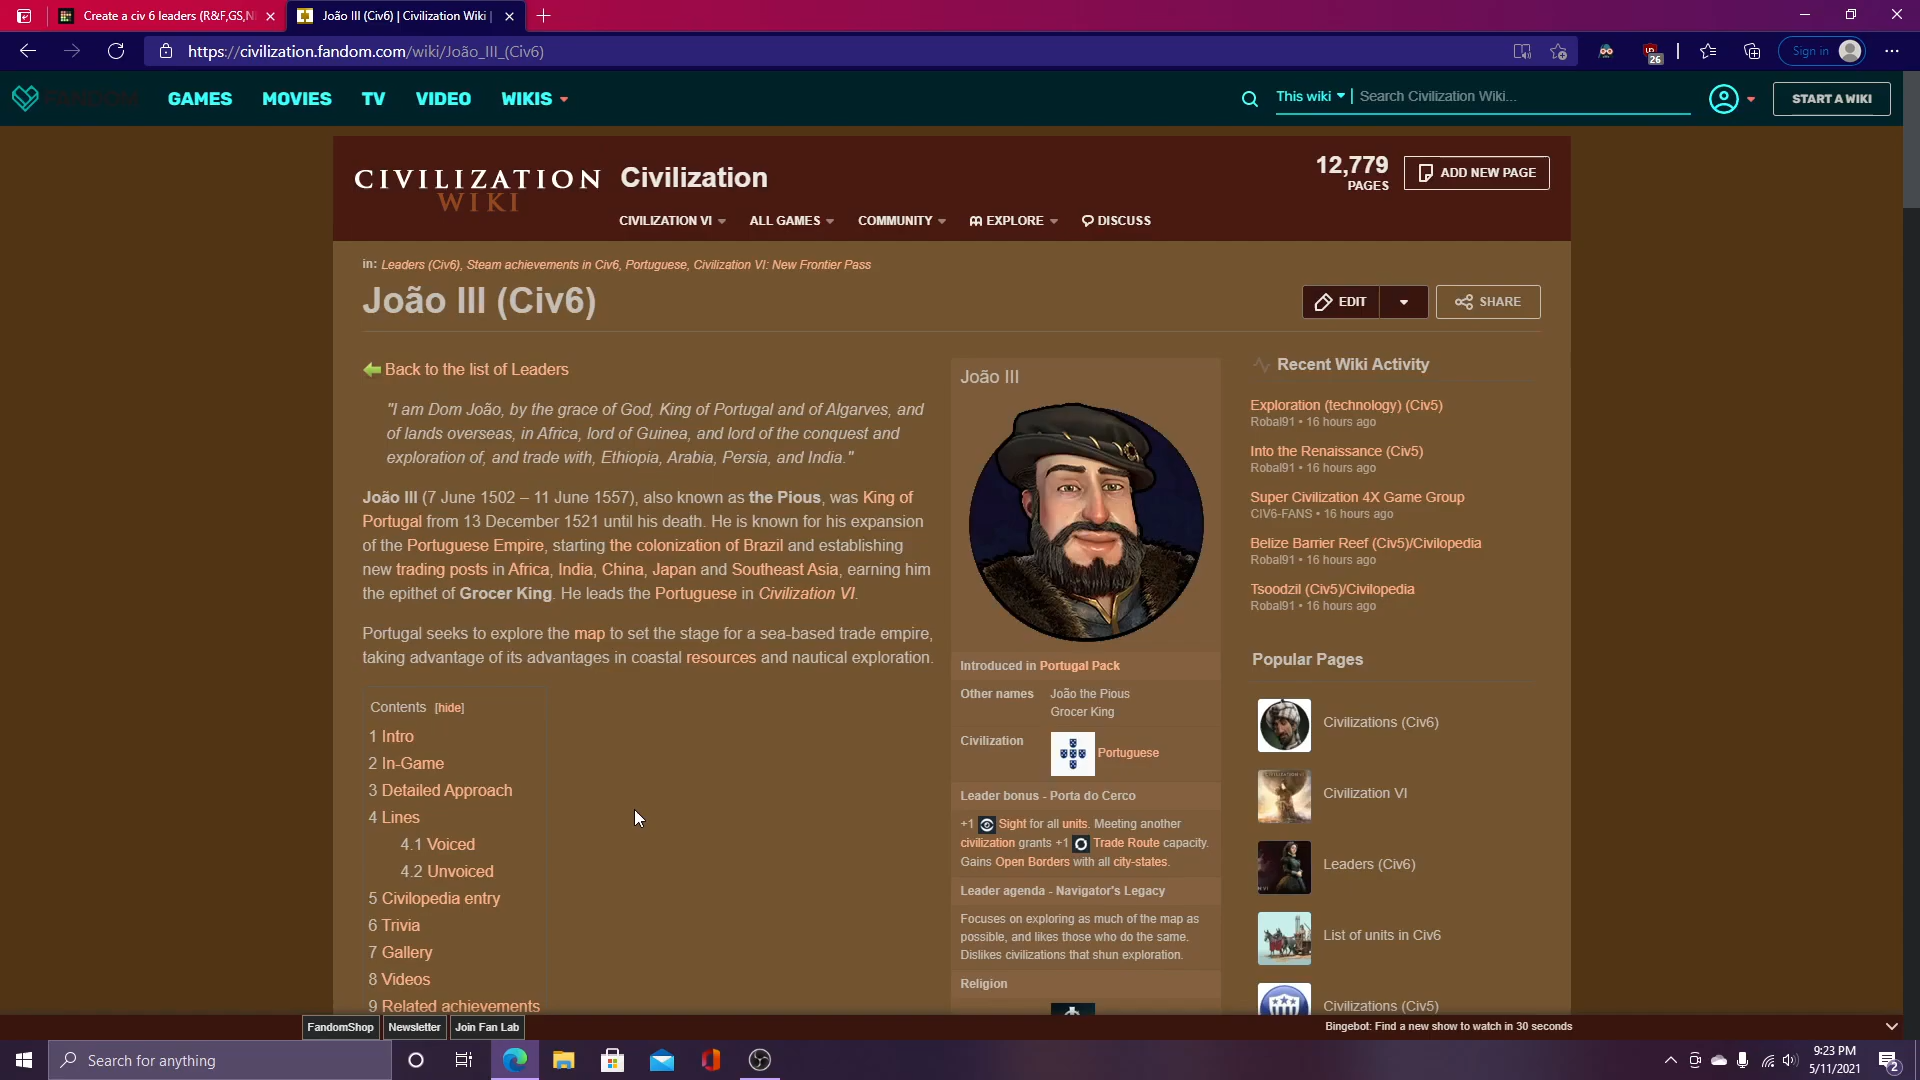 Create a civ 6 leaders (R&F,GS,N
João III (Civ6) | Civilization Wiki |
https://civilization.fandom.com/wiki/João_III_(Civ6)
26
Sign in
FANDOM
GAMES
MOVIES
TV
VIDEO
WIKIS
This wiki
Search Civilization Wiki...
START A WIKI
CIVILIZATION
WIKI
Civilization
12,779
PAGES
ADD NEW PAGE
CIVILIZATION VI
ALL GAMES
COMMUNITY
EXPLORE
DISCUSS
in: Leaders (Civ6), Steam achievements in Civ6, Portuguese, Civilization VI: New Frontier Pass
João III (Civ6)
EDIT
SHARE
Back to the list of Leaders
"I am Dom João, by the grace of God, King of Portugal and of Algarves, and
of lands overseas, in Africa, lord of Guinea, and lord of the conquest and
exploration of, and trade with, Ethiopia, Arabia, Persia, and India."
João III (7 June 1502 – 11 June 1557), also known as the Pious, was King of
Portugal from 13 December 1521 until his death. He is known for his expansion
of the Portuguese Empire, starting the colonization of Brazil and establishing
new trading posts in Africa, India, China, Japan and Southeast Asia, earning him
the epithet of Grocer King. He leads the Portuguese in Civilization VI.
Portugal seeks to explore the map to set the stage for a sea-based trade empire,
taking advantage of its advantages in coastal resources and nautical exploration.
Contents [hide]
1 Intro
2 In-Game
3 Detailed Approach
4 Lines
4.1 Voiced
4.2 Unvoiced
5 Civilopedia entry
6 Trivia
7 Gallery
8 Videos
9 Related achievements
João III
Introduced in Portugal Pack
Other names João the Pious
Grocer King
Civilization Portuguese
Leader bonus - Porta do Cerco
+1 Sight for all units. Meeting another
civilization grants +1 Trade Route capacity.
Gains Open Borders with all city-states.
Leader agenda - Navigator's Legacy
Focuses on exploring as much of the map as
possible, and likes those who do the same.
Dislikes civilizations that shun exploration.
Religion
Recent Wiki Activity
Exploration (technology) (Civ5)
Robal91 • 16 hours ago
Into the Renaissance (Civ5)
Robal91 • 16 hours ago
Super Civilization 4X Game Group
CIV6-FANS • 16 hours ago
Belize Barrier Reef (Civ5)/Civilopedia
Robal91 • 16 hours ago
Tsoodzil (Civ5)/Civilopedia
Robal91 • 16 hours ago
Popular Pages
Civilizations (Civ6)
Civilization VI
Leaders (Civ6)
List of units in Civ6
Civilizations (Civ5)
FandomShop
Newsletter
Join Fan Lab
Bingebot: Find a new show to watch in 30 seconds
Search for anything
9:23 PM
5/11/2021
2